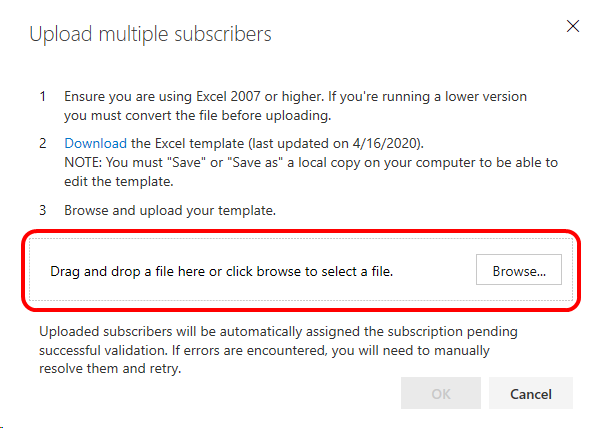 Upload multiple subscribers
1 Ensure you are using Excel 2007 or higher. If you're running a lower version
you must convert the file before uploading.
2 Download the Excel template (last updated on 4/16/2020).
NOTE: You must "Save" or "Save as" a local copy on your computer to be able to
edit the template.
3 Browse and upload your template.
Drag and drop a file here or click browse to select a file. Browse...
Uploaded subscribers will be automatically assigned the subscription pending
successful validation. If errors are encountered, you will need to manually
resolve them and retry.
OK Cancel